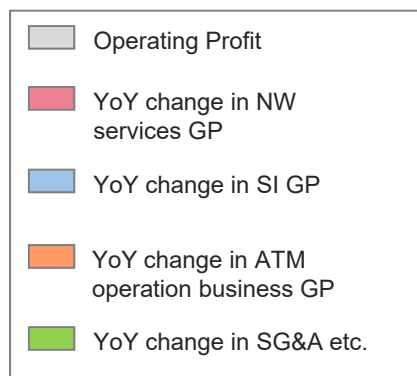 Operating Profit
YoY change in NW
services GP
YoY change in SI GP
YoY change in ATM
operation business GP
YoY change in SG&A etc.